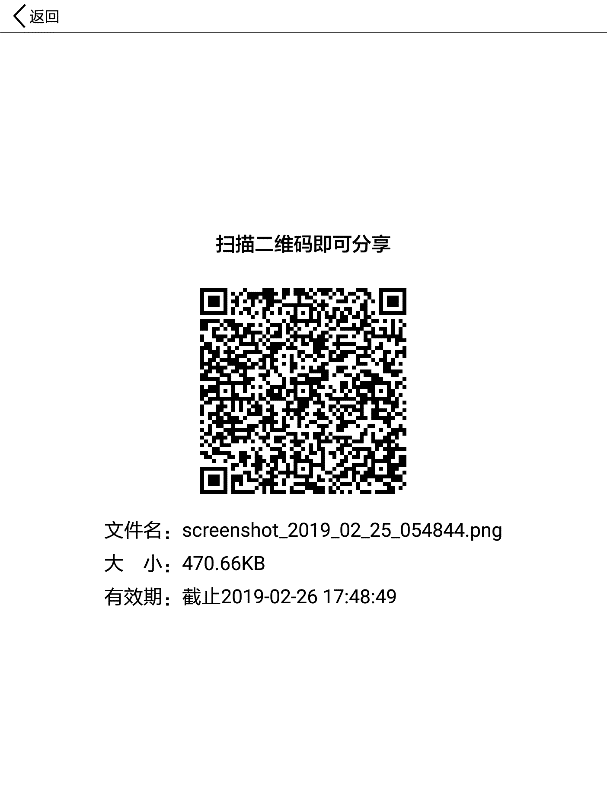 返回
扫描二维码即可分享
文件名：screenshot_2019_02_25_054844.png
大 小：470.66KB
有效期：截止2019-02-26 17:48:49